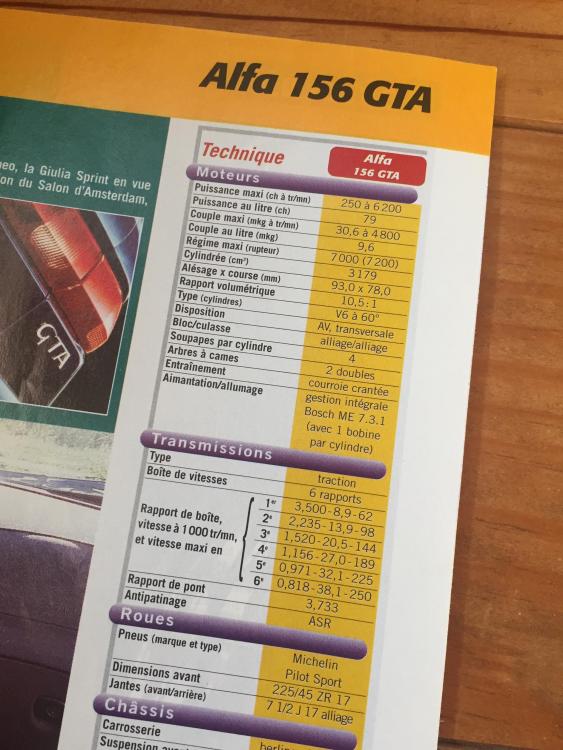 Alfa 156 GTA
eo, la Giulia Sprint en vue
on du Salon d'Amsterdam,
GTA
Technique
Alfa
156 GTA
Moteurs
Puissance maxi (ch à tr/mn) 250 à 6 200
Puissance au litre (ch) 79
Couple maxi (mkg à tr/mn) 30,6 à 4 800
Couple au litre (mkg) 9,6
Régime maxi (rupteur) 7000 (7 200)
Cylindrée (cm³) 3 179
Alésage x course (mm) 93,0 x 78,0
Rapport volumétrique 10,5 : 1
Type (cylindres) V6 à 60°
Disposition AV, transversale
Bloc/culasse alliage/alliage
Soupapes par cylindre 4
Arbres à cames 2 doubles
Entraînement courroie crantée
Aimantation/allumage gestion intégrale
Bosch ME 7.3.1
(avec 1 bobine
par cylindre)
Transmissions
Type traction
Boîte de vitesses 6 rapports
Rapport de boîte,
vitesse à 1 000 tr/mn,
et vitesse maxi en
1re 3,500-8,9-62
2e 2,235-13,9-98
3e 1,520-20,5-144
4e 1,156-27,0-189
5e 0,971-32,1-225
6e 0,818-38,1-250
Rapport de pont 3,733
Antipatinage ASR
Roues
Pneus (marque et type) Michelin
Pilot Sport
Dimensions avant 225/45 ZR 17
Jantes (avant/arrière) 7 1/2 J 17 alliage
Châssis
Carrosserie
Suspension